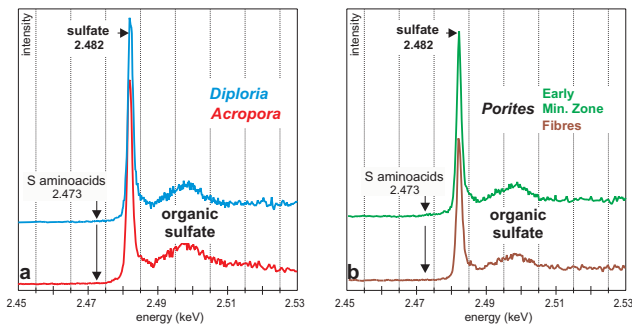 intensity
sulfate
2.482
Diploria
Acropora
S aminoacids
2.473
organic
sulfate
a
2.45 2.47 2.49 2.51 2.53
energy (keV)
intensity
sulfate
2.482
Early
Porites Min. Zone
Fibres
S aminoacids
2.473
organic
sulfate
b
2.45 2.47 2.49 2.51 2.53
energy (keV)